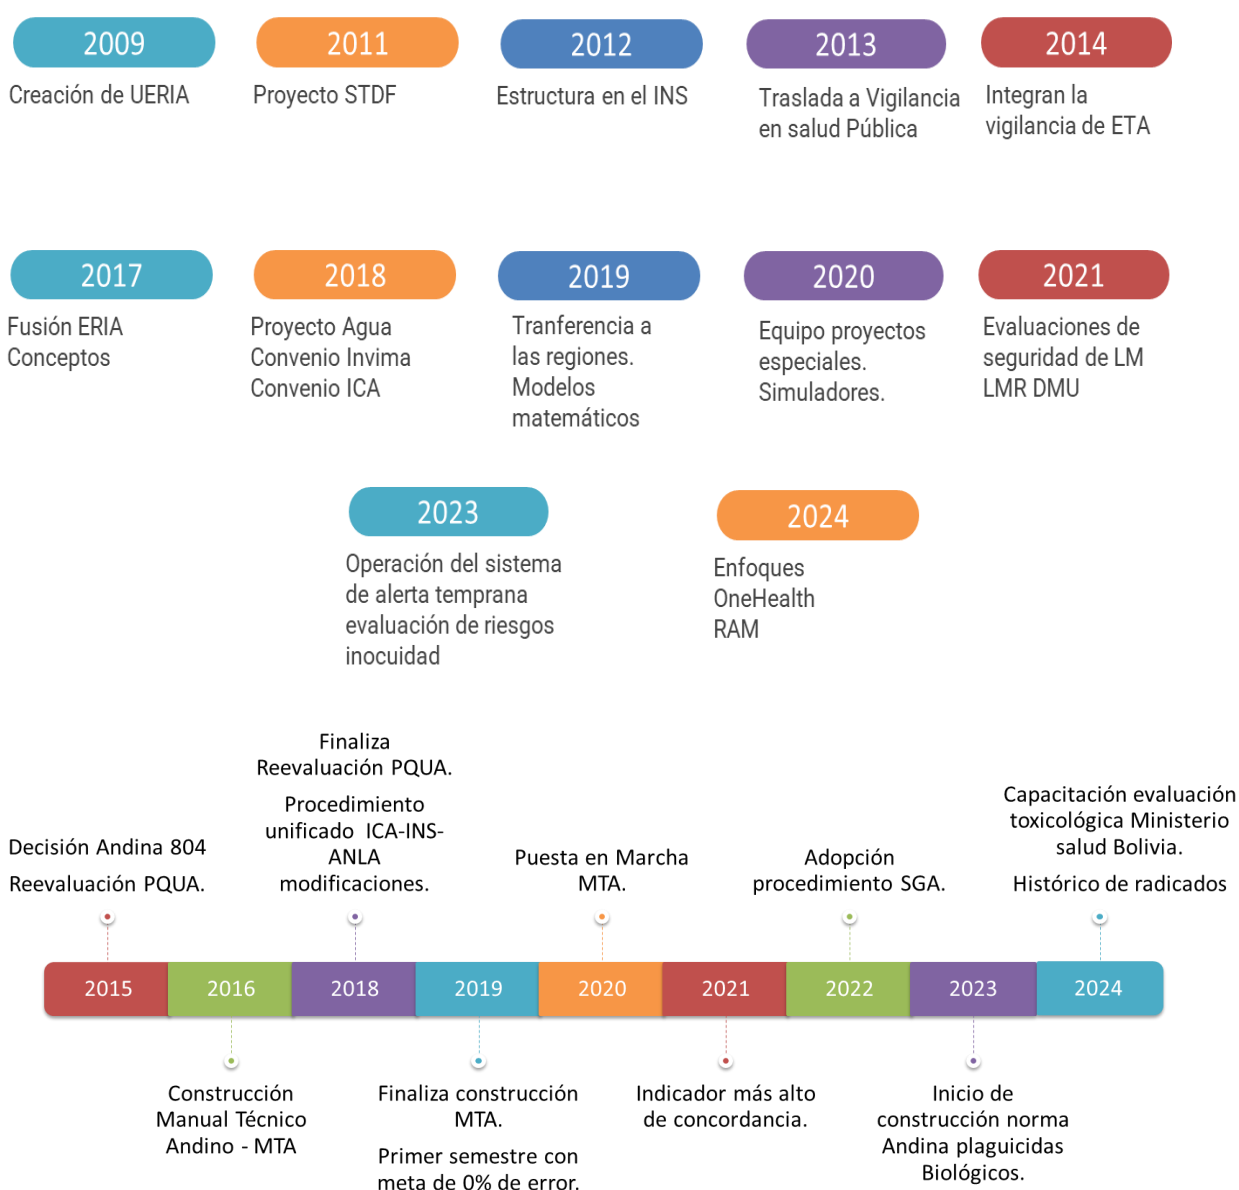 2009
Creación de UERIA
2011
Proyecto STDF
2012
Estructura en el INS
2013
Traslada a Vigilancia
en salud Pública
2014
Integran la
vigilancia de ETA
2017
Fusión ERIA
Conceptos
2018
Proyecto Agua
Convenio Invima
Convenio ICA
2019
Tranferencia a
las regiones.
Modelos
matemáticos
2020
Equipo proyectos
especiales.
Simuladores.
2021
Evaluaciones de
seguridad de LM
LMR DMU
2023
Operación del sistema
de alerta temprana
evaluación de riesgos
inocuidad
2024
Enfoques
OneHealth
RAM
Decisión Andina 804
Reevaluación PQUA.
2015
2016
Construcción
Manual Técnico
Andino - MTA
Finaliza
Reevaluación PQUA.
Procedimiento
unificado ICA-INS-
ANLA
modificaciones.
2018
2019
Finaliza construcción
MTA.
Primer semestre con
meta de 0% de error.
Puesta en Marcha
MTA.
2020
2021
Indicador más alto
de concordancia.
Adopción
procedimiento SGA.
2022
2023
Inicio de
construcción norma
Andina plaguicidas
Biológicos.
Capacitación evaluación
toxicológica Ministerio
salud Bolivia.
Histórico de radicados
2024